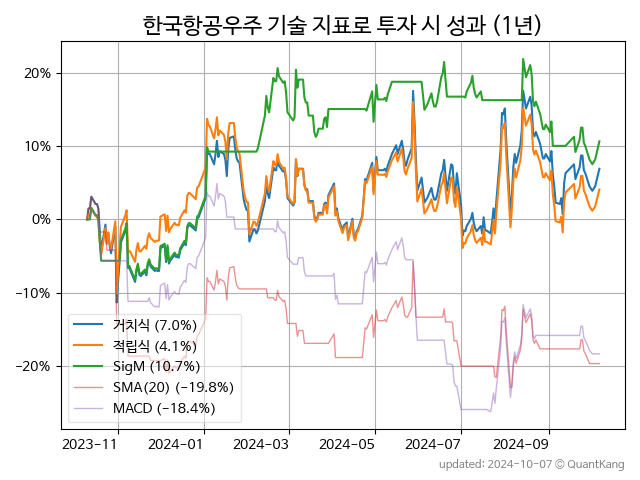 한국항공우주 기술 지표로 투자 시 성과 (1년)
20%
10%
0%
−10%
−20%
거치식 (7.0%)
적립식 (4.1%)
SigM (10.7%)
SMA(20) (−19.8%)
MACD (−18.4%)
2023-11 2024-01 2024-03 2024-05 2024-07 2024-09
updated: 2024-10-07 © QuantKang